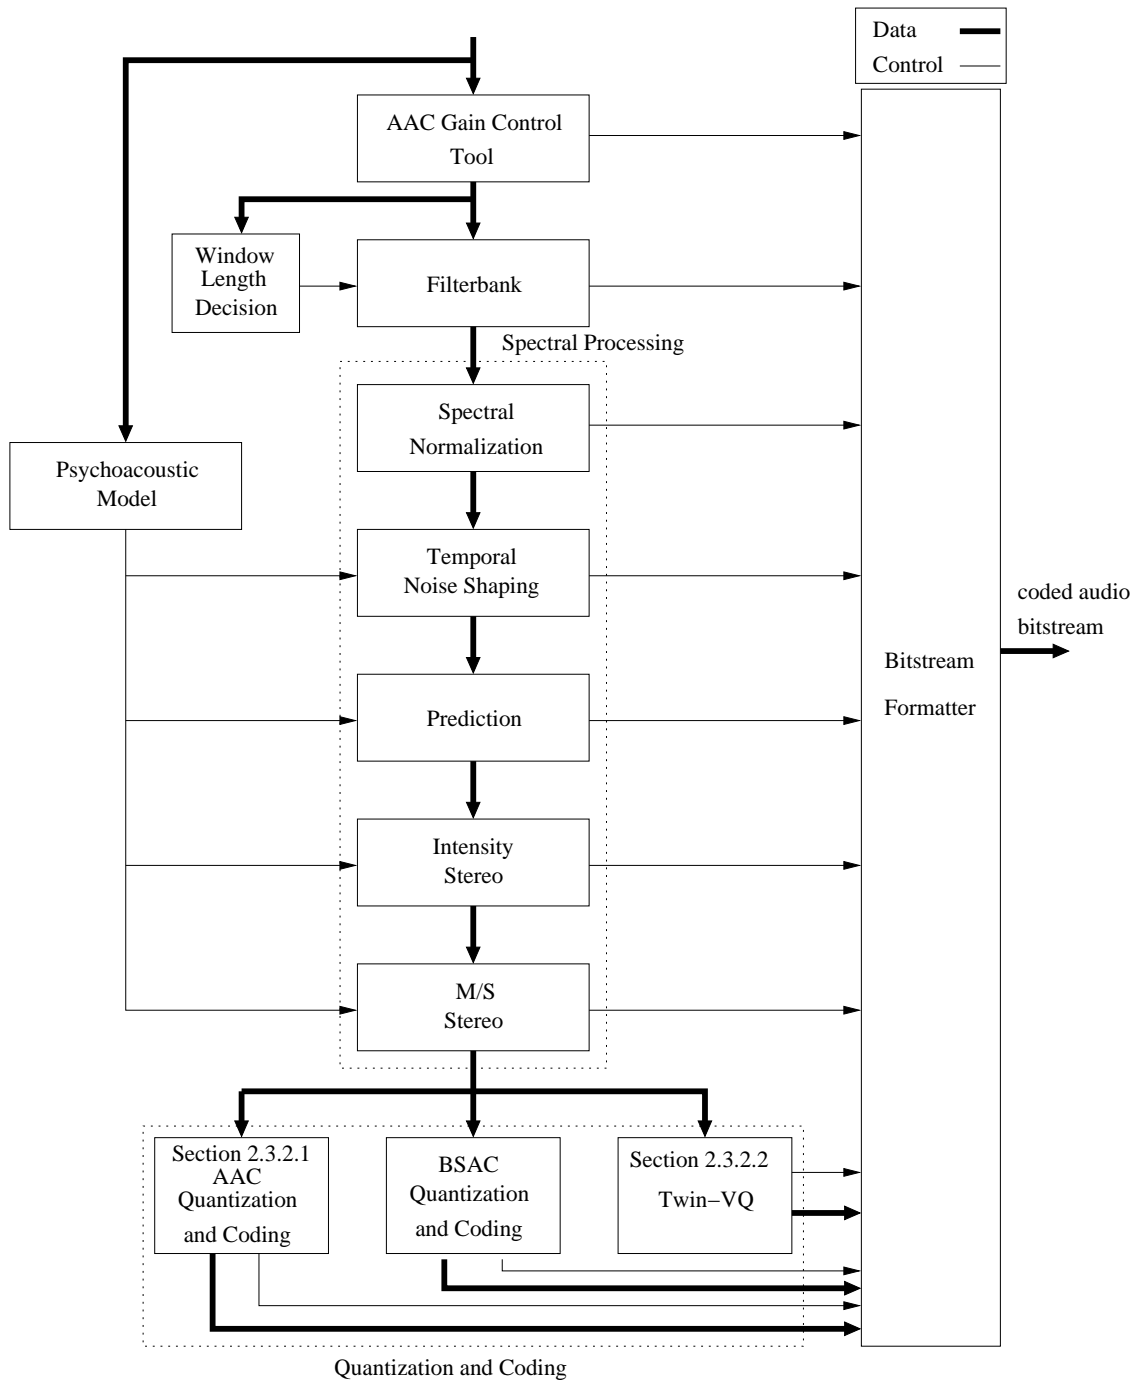 Data
Control
AAC Gain Control
Tool
Window
Length
Decision
Filterbank
Spectral Processing
Spectral
Normalization
Psychoacoustic
Model
Temporal
Noise Shaping
coded audio
bitstream
Bitstream
Formatter
Prediction
Intensity
Stereo
M/S
Stereo
Section 2.3.2.1
AAC
Quantization
and Coding
BSAC
Quantization
and Coding
Section 2.3.2.2
Twin−VQ
Quantization and Coding